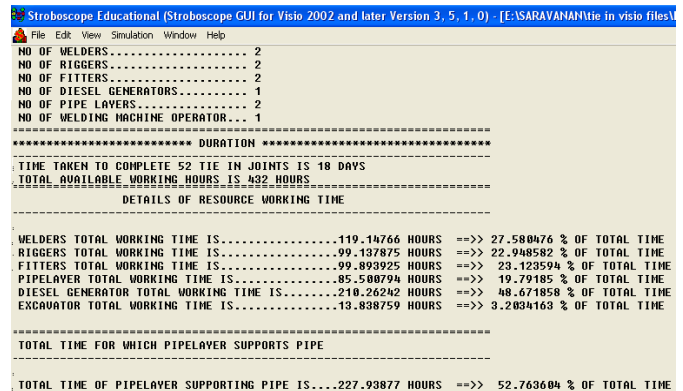 Stroboscope Educational (Stroboscope GUI for Visio 2002 and later Version 3, 5, 1, 0) - [E:\SARAVANAN\tie in visio files\
File Edit View Simulation Window Help
NO OF WELDERS.................... 2
NO OF RIGGERS.................... 2
NO OF FITTERS.................... 2
NO OF DIESEL GENERATORS.......... 1
NO OF PIPE LAYERS................ 2
NO OF WELDING MACHINE OPERATOR... 1
=======================================================================
*************************** DURATION **********************************
-----------------------------------------------------------------------
TIME TAKEN TO COMPLETE 52 TIE IN JOINTS IS 18 DAYS
TOTAL AVAILABLE WORKING HOURS IS 432 HOURS
=======================================================================
DETAILS OF RESOURCE WORKING TIME
-----------------------------------------------------------------------
WELDERS TOTAL WORKING TIME IS.................119.14766 HOURS ==>> 27.580476 % OF TOTAL TIME
RIGGERS TOTAL WORKING TIME IS.................99.137875 HOURS ==>> 22.948582 % OF TOTAL TIME
FITTERS TOTAL WORKING TIME IS.................99.893925 HOURS ==>> 23.123594 % OF TOTAL TIME
PIPELAYER TOTAL WORKING TIME IS...............85.500794 HOURS ==>> 19.79185 % OF TOTAL TIME
DIESEL GENERATOR TOTAL WORKING TIME IS........210.26242 HOURS ==>> 48.671858 % OF TOTAL TIME
EXCAVATOR TOTAL WORKING TIME IS...............13.838759 HOURS ==>> 3.2034163 % OF TOTAL TIME
=======================================================================
TOTAL TIME FOR WHICH PIPELAYER SUPPORTS PIPE
-----------------------------------------------------------------------
TOTAL TIME OF PIPELAYER SUPPORTING PIPE IS....227.93877 HOURS ==>> 52.763604 % OF TOTAL TIME